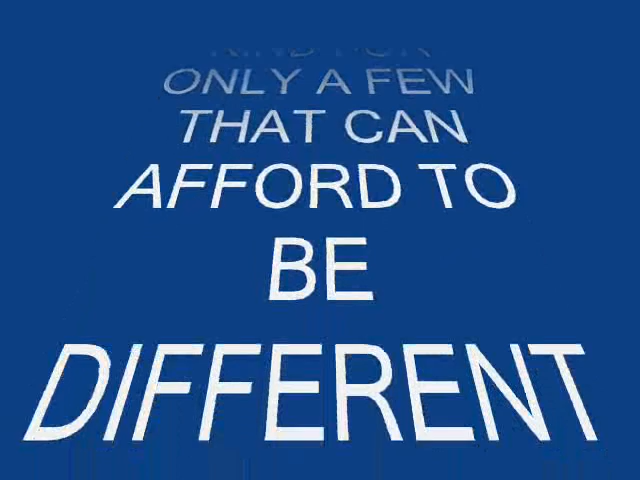 ONLY A FEW
THAT CAN
AFFORD TO
BE
DIFFERENT